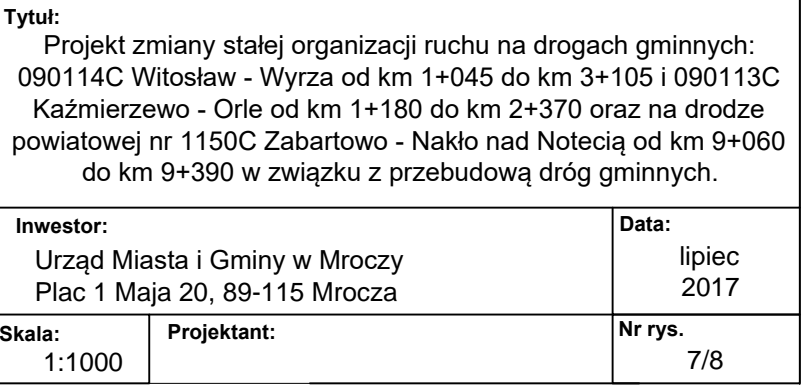 Tytuł:
Projekt zmiany stałej organizacji ruchu na drogach gminnych:
090114C Witosław - Wyrza od km 1+045 do km 3+105 i 090113C
Kaźmierzewo - Orle od km 1+180 do km 2+370 oraz na drodze
powiatowej nr 1150C Zabartowo - Nakło nad Notecią od km 9+060
do km 9+390 w związku z przebudową dróg gminnych.
Inwestor:
Urząd Miasta i Gminy w Mroczy
Plac 1 Maja 20, 89-115 Mrocza
Data:
lipiec
2017
Skala:
1:1000
Projektant:
Nr rys.
7/8